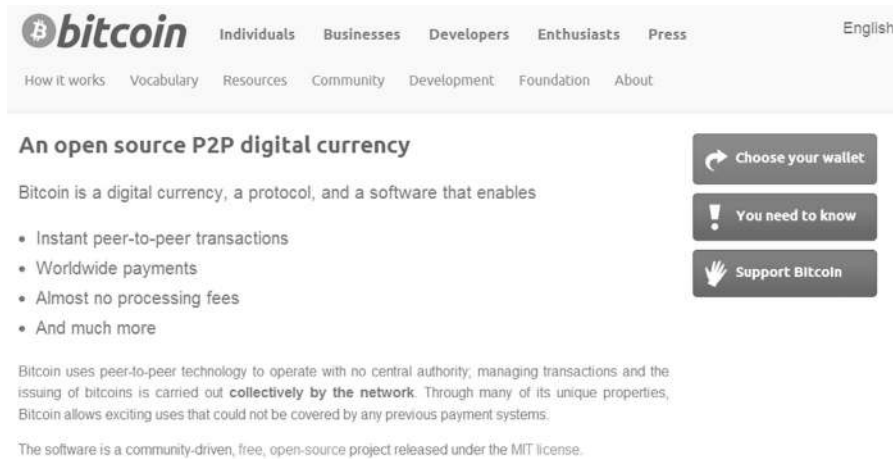 bitcoin Individuals Businesses Developers Enthusiasts Press English
How it works Vocabulary Resources Community Development Foundation About
An open source P2P digital currency
Choose your wallet
Bitcoin is a digital currency, a protocol, and a software that enables
You need to know
• Instant peer-to-peer transactions
• Worldwide payments
Support Bitcoin
• Almost no processing fees
• And much more
Bitcoin uses peer-to-peer technology to operate with no central authority; managing transactions and the
issuing of bitcoins is carried out collectively by the network. Through many of its unique properties,
Bitcoin allows exciting uses that could not be covered by any previous payment systems.
The software is a community-driven, free, open-source project released under the MIT license.